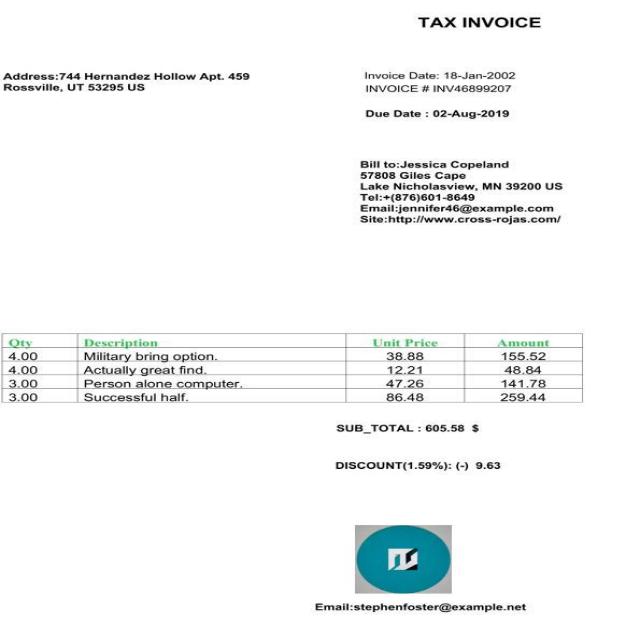 TAX INVOICE
Address:744 Hernandez Hollow Apt. 459
Rossville, UT 53295 US
Invoice Date: 18-Jan-2002
INVOICE # INV46899207
Due Date : 02-Aug-2019
Bill to:Jessica Copeland
57808 Giles Cape
Lake Nicholasview, MN 39200 US
Tel:+(876)601-8649
Email:jennifer46@example.com
Site:http://www.cross-rojas.com/
Qty Description Unit Price Amount
4.00 Military bring option. 38.88 155.52
4.00 Actually great find. 12.21 48.84
3.00 Person alone computer. 47.26 141.78
3.00 Successful half. 86.48 259.44
SUB_TOTAL : 605.58 $
DISCOUNT(1.59%): (-) 9.63
Email:stephenfoster@example.net